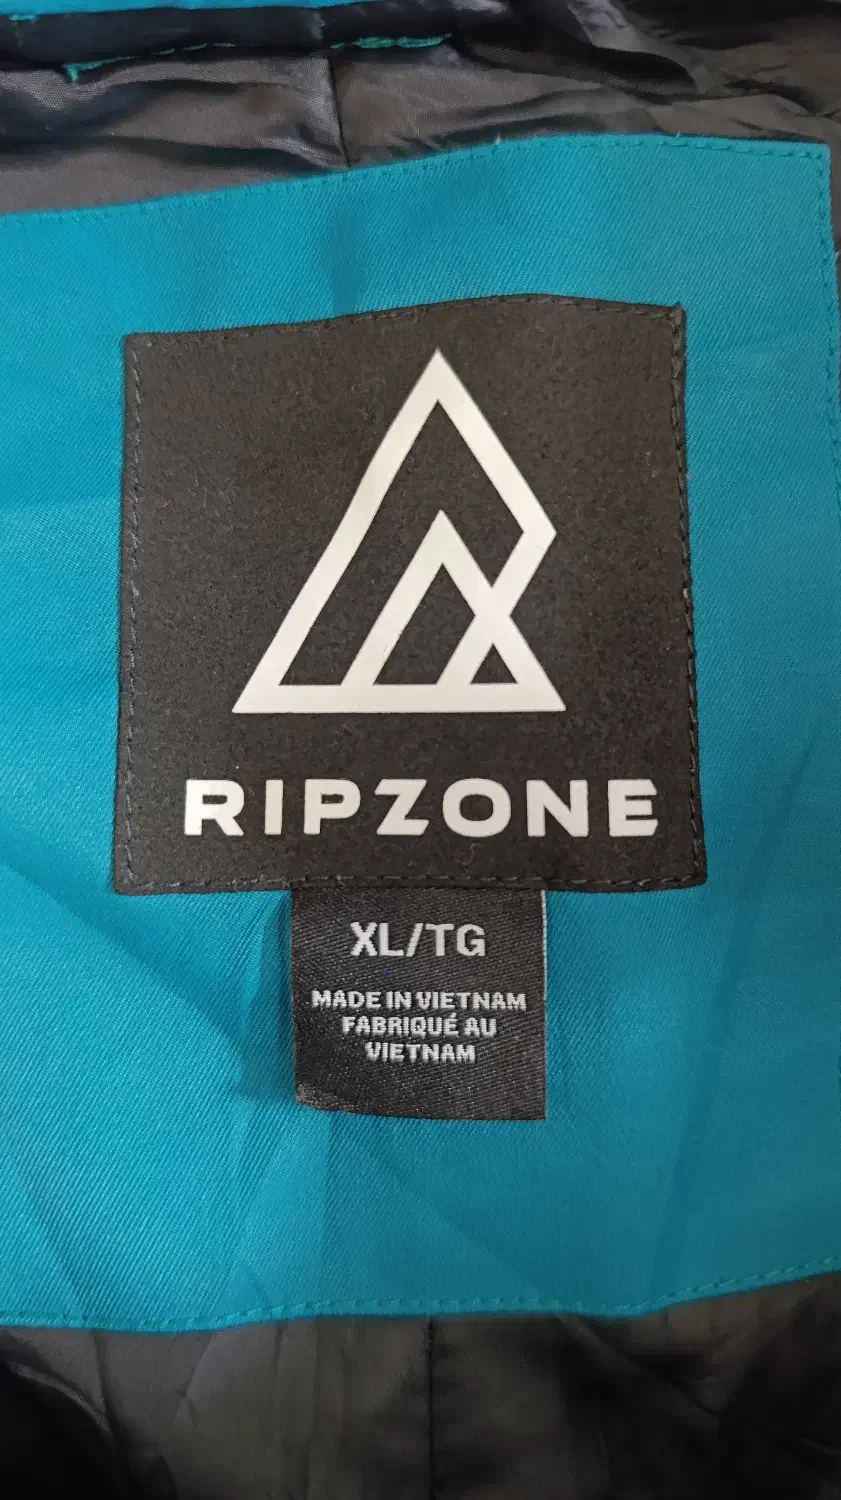 RIPZONE
XL/TG
MADE IN VIETNAM
FABRIQUÉ AU
VIETNAM